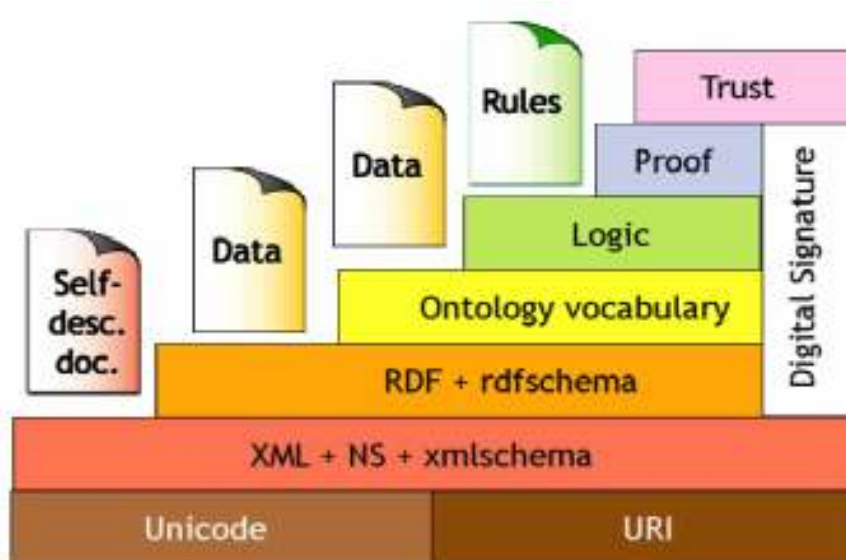 Rules
Trust
Data
Proof
Data
Logic
Self-
desc.
doc.
Ontology vocabulary
Digital Signature
RDF + rdfschema
XML + NS + xmlschema
Unicode
URI